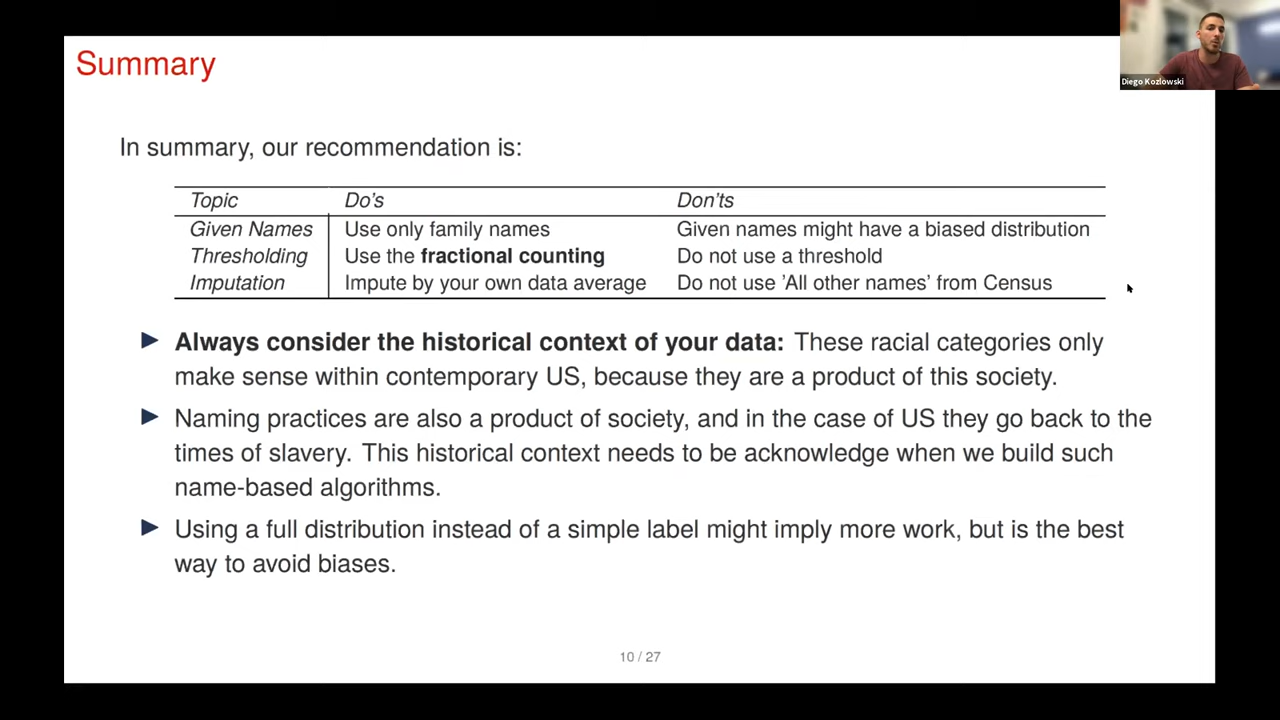 Summary
Diego Kozlowski
In summary, our recommendation is:
Topic Do's Don'ts
Given Names Use only family names Given names might have a biased distribution
Thresholding Use the fractional counting Do not use a threshold
Imputation Impute by your own data average Do not use 'All other names' from Census
Always consider the historical context of your data: These racial categories only
make sense within contemporary US, because they are a product of this society.
Naming practices are also a product of society, and in the case of US they go back to the
times of slavery. This historical context needs to be acknowledge when we build such
name-based algorithms.
Using a full distribution instead of a simple label might imply more work, but is the best
way to avoid biases.
10 / 27